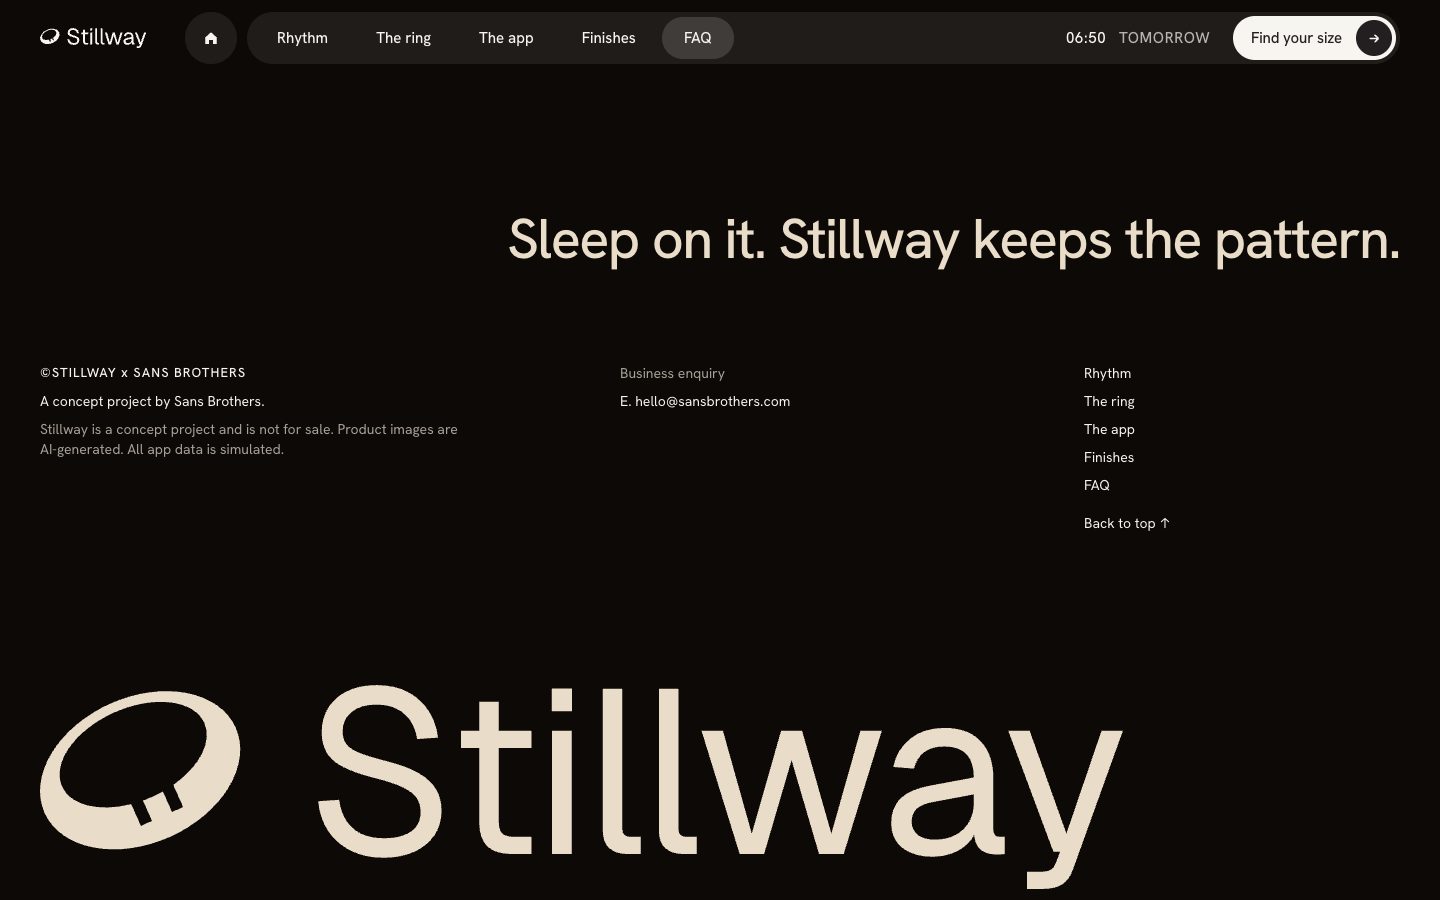 Stillway
Rhythm
The ring
The app
Finishes
FAQ
06:50 TOMORROW
Find your size →
Sleep on it. Stillway keeps the pattern.
©STILLWAY x SANS BROTHERS
A concept project by Sans Brothers.
Stillway is a concept project and is not for sale. Product images are
AI-generated. All app data is simulated.
Business enquiry
E. hello@sansbrothers.com
Rhythm
The ring
The app
Finishes
FAQ
Back to top ↑
Stillway